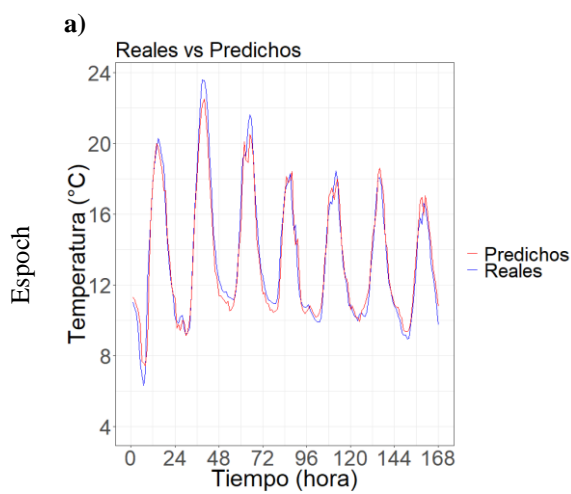 a)
Reales vs Predichos
24
20
16
12
8
4
Temperatura (°C)
Espoch
0 24 48 72 96 120 144 168
Tiempo (hora)
Predichos
Reales